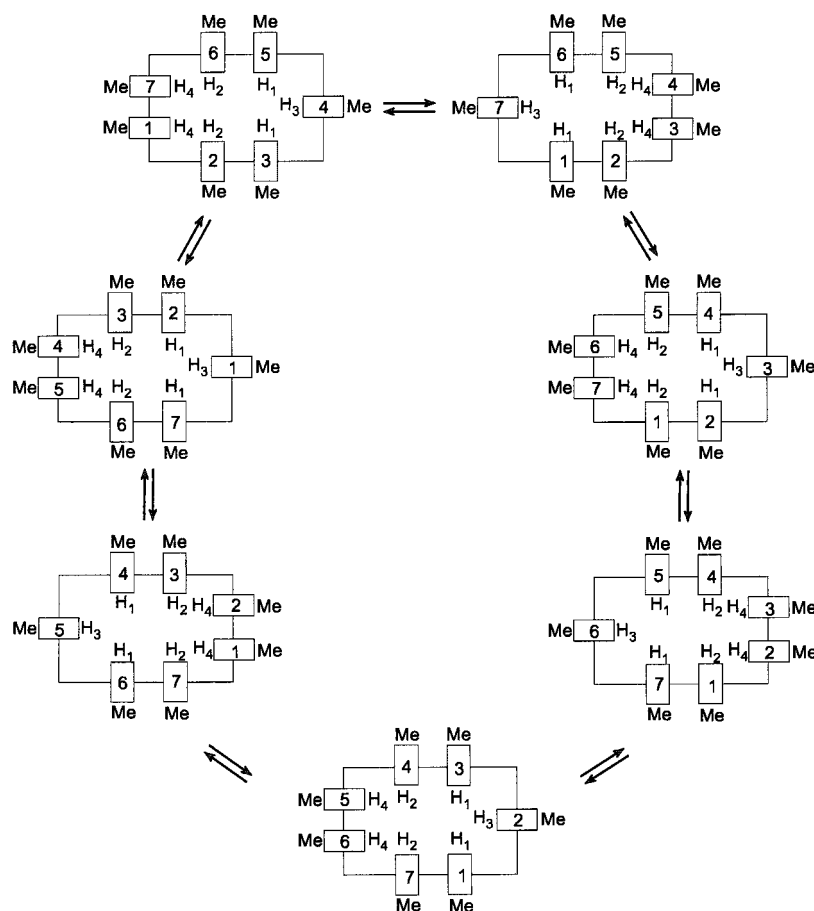 Me Me Me Me
6 5 6 5
Me 7 H4 H2 H1 H1 H2 H4 4 Me
H3 4 Me Me 7 H3
Me 1 H4 H2 H1 H1 H2 H4 3 Me
2 3 1 2
Me Me Me Me
Me Me Me Me
3 2 5 4
Me 4 H4 H2 H1 Me 6 H4 H2 H1
H3 1 Me H3 3 Me
Me 5 H4 H2 H1 Me 7 H4 H2 H1
6 7 1 2
Me Me Me Me
Me Me Me Me
4 3 5 4
H1 H2 H4 2 Me H1 H2 H4 3 Me
Me 5 H3 Me 6 H3
H1 H2 H4 1 Me H1 H2 H4 2 Me
6 7 7 1
Me Me Me Me
Me Me
4 3
Me 5 H4 H2 H1
H3 2 Me
Me 6 H4 H2 H1
7 1
Me Me